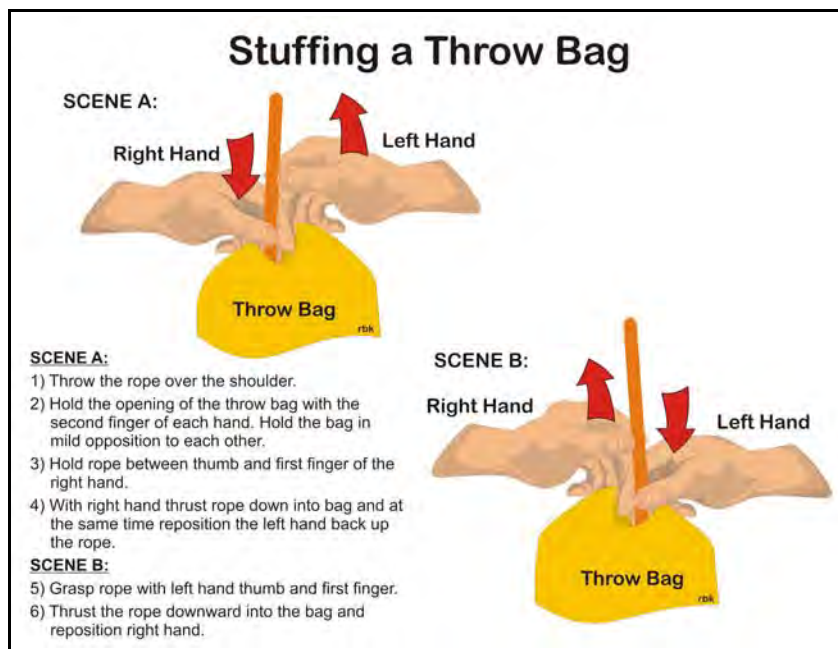 Stuffing a Throw Bag
SCENE A:
Right Hand
Left Hand
Throw Bag
rbk
SCENE A:
1) Throw the rope over the shoulder.
2) Hold the opening of the throw bag with the
second finger of each hand. Hold the bag in
mild opposition to each other.
3) Hold rope between thumb and first finger of the
right hand.
4) With right hand thrust rope down into bag and at
the same time reposition the left hand back up
the rope.
SCENE B:
5) Grasp rope with left hand thumb and first finger.
6) Thrust the rope downward into the bag and
reposition right hand.
SCENE B:
Right Hand
Left Hand
Throw Bag
rbk